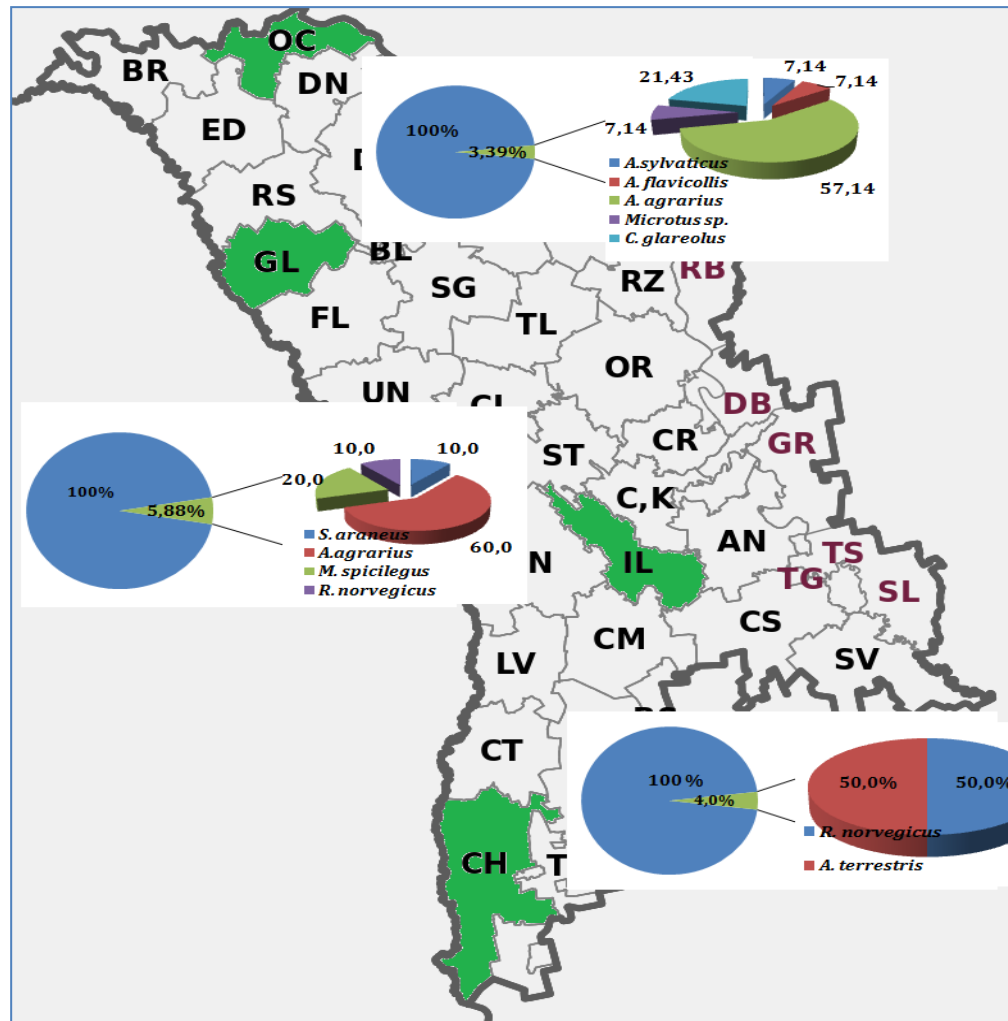 OC
BR
DN
ED
RS
GL
BL
SG
RZ
RB
FL
TL
OR
UN
DB
CR
GR
ST
C,K
AN
TS
N
IL
TG
SL
CS
CM
LV
SV
CT
CH
T
100%
3,39%
21,43
7,14
7,14
7,14
57,14
A.sylvaticus
A. flavicollis
A. agrarius
Microtus sp.
C. glareolus
100%
5,88%
10,0
10,0
20,0
60,0
S. araneus
A.agrarius
M. spicilegus
R. norvegicus
100 %
4,0%
50,0%
50,0%
R. norvegicus
A. terrestris